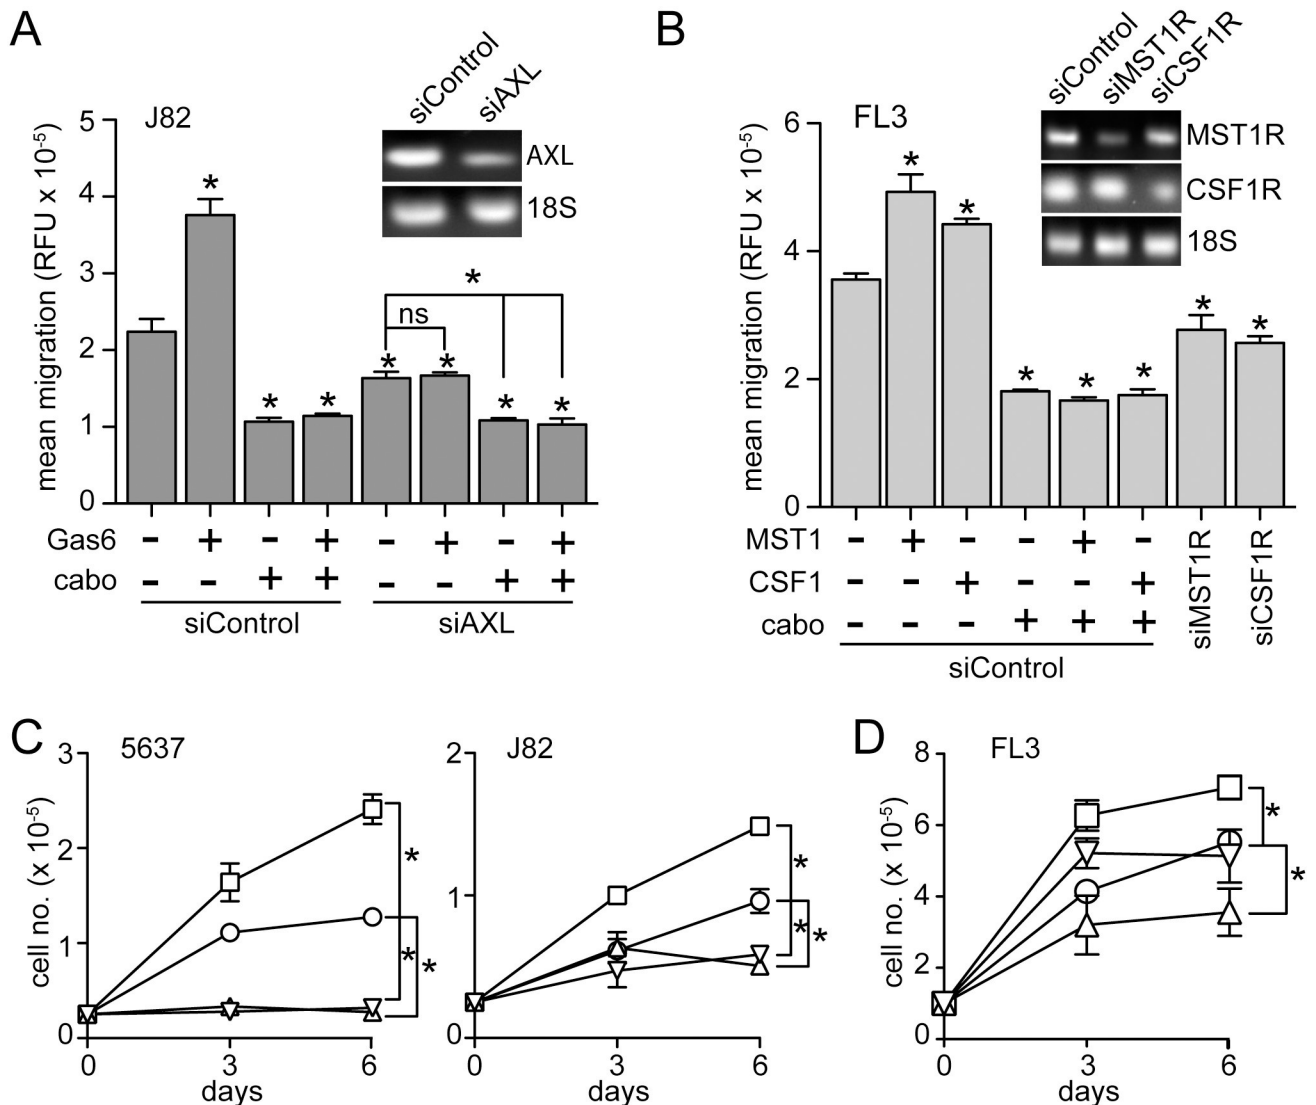 A
J82
siControl
siAXL
AXL
18S
mean migration (RFU x 10⁻⁵)
5
4
3
2
1
0
* * * * * * * *
ns
*
Gas6 - + - + - + - +
cabo - - + + - - + +
siControl siAXL
B
FL3
siControl
siMST1R
siCSF1R
MST1R
CSF1R
18S
mean migration (RFU x 10⁻⁵)
6
4
2
0
* * * * * * *
MST1 - + - - + -
CSF1 - - + - - +
cabo - - - + + +
siControl
siMST1R
siCSF1R
C
5637
cell no. (x 10⁻⁵)
3
2
1
0
* * *
0 3 6
days
J82
2
1
0
* * *
0 3 6
days
D
FL3
cell no. (x 10⁻⁵)
8
6
4
2
0
* *
0 3 6
days